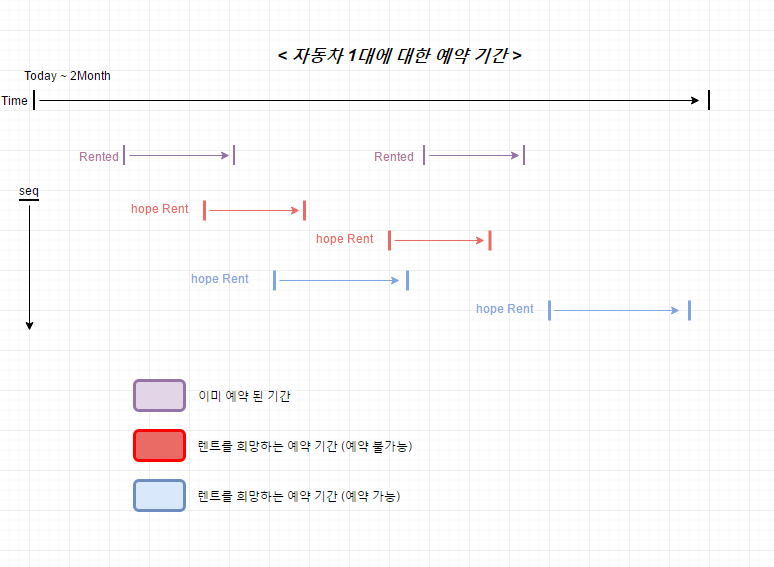 < 자동차 1대에 대한 예약 기간 >
Today ~ 2Month
Time
Rented
Rented
seq
hope Rent
hope Rent
hope Rent
hope Rent
이미 예약 된 기간
렌트를 희망하는 예약 기간 (예약 불가능)
렌트를 희망하는 예약 기간 (예약 가능)